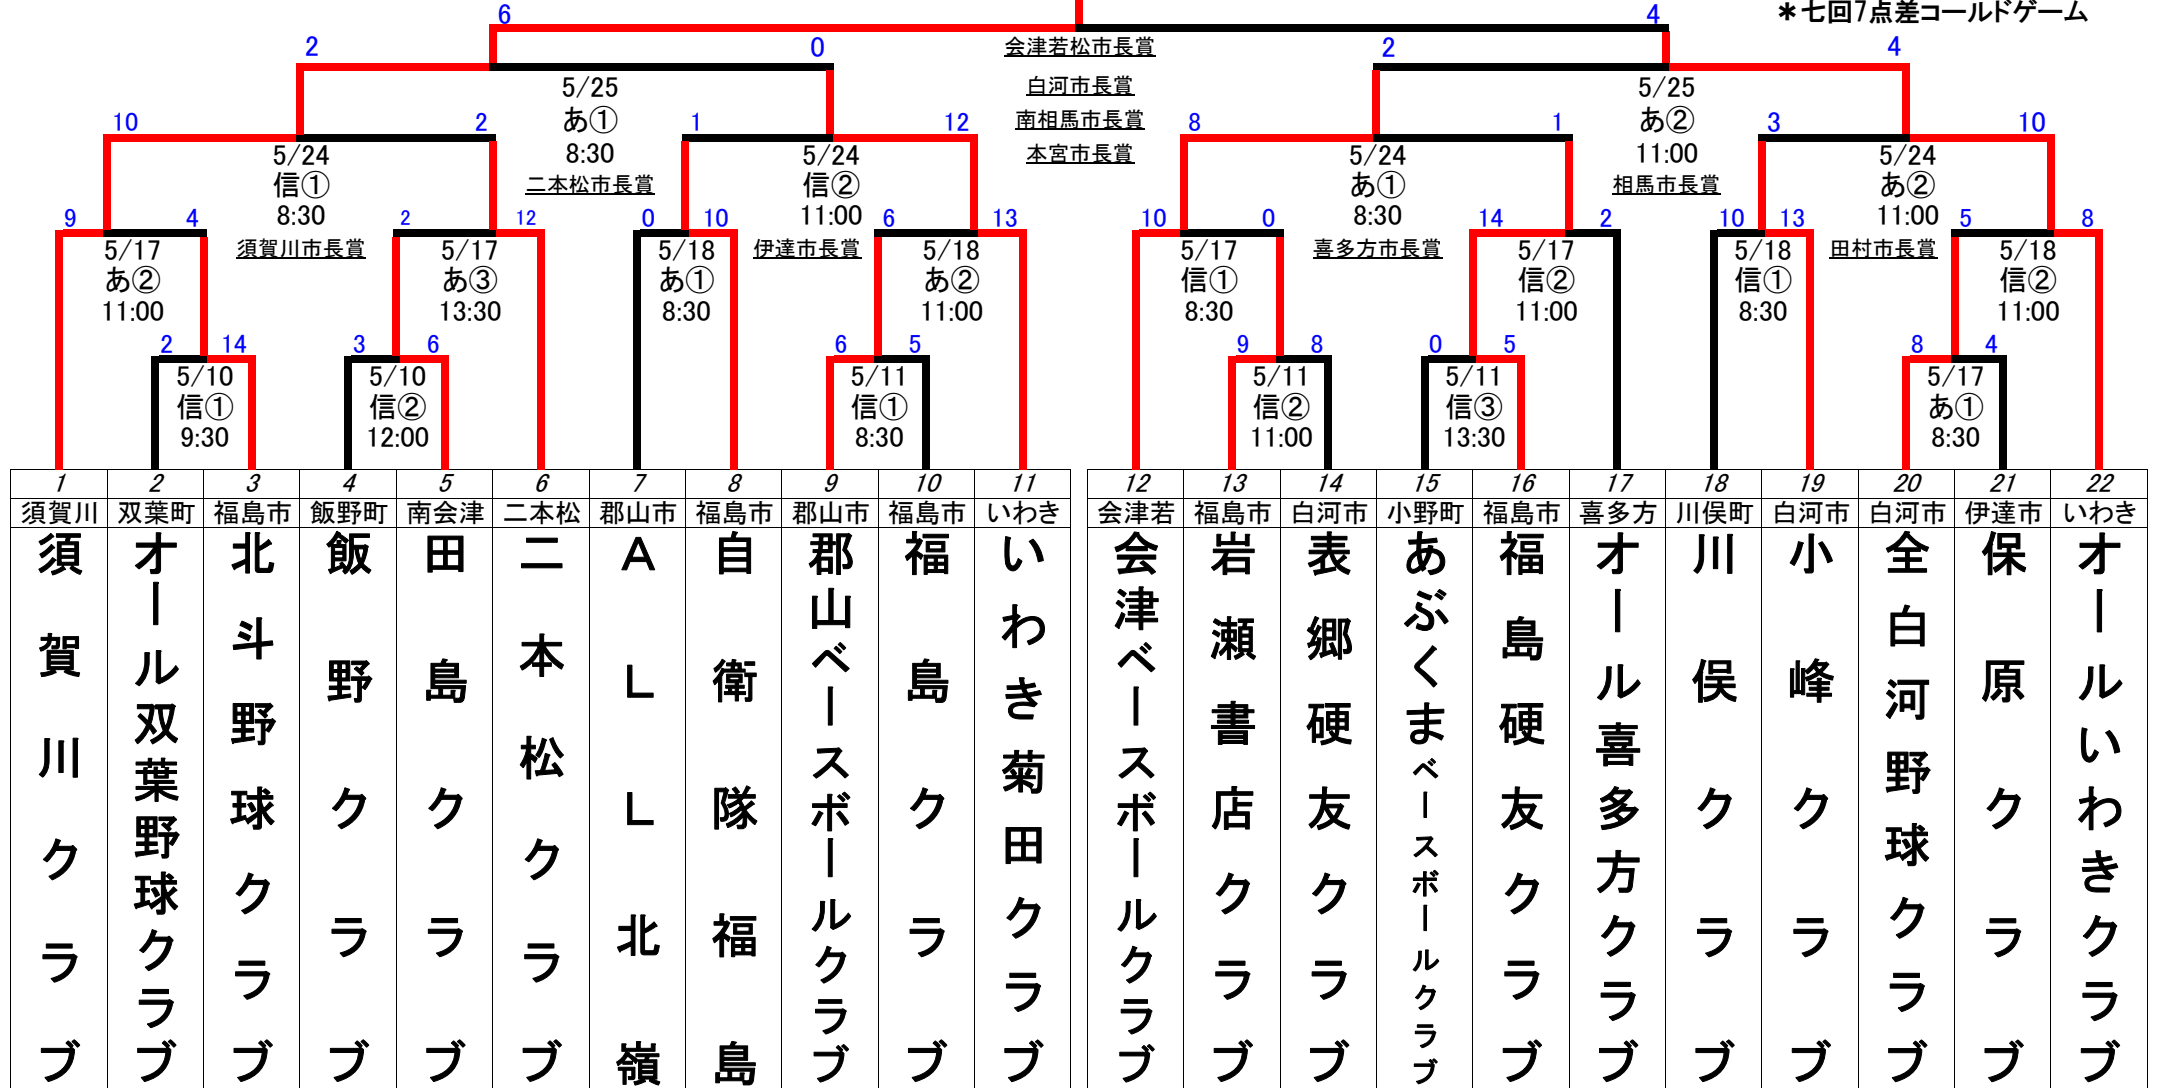 ＊七回7点差コールドゲーム
6 4
2 0 会津若松市長賞 2 4
5/25 白河市長賞 5/25
あ① 南相馬市長賞 あ②
8:30 本宮市長賞 11:00
二本松市長賞 相馬市長賞
10 2 1 12 8 1 3 10
5/24 5/24 5/24 5/24
信① 信② あ① あ②
8:30 11:00 8:30 11:00
須賀川市長賞 伊達市長賞 喜多方市長賞 田村市長賞
9 4 2 12 0 10 6 13 10 0 14 2 10 13 5 8
5/17 5/17 5/18 5/18 5/17 5/17 5/18 5/18
あ② あ③ あ① あ② 信① 信② 信① 信②
11:00 13:30 8:30 11:00 8:30 11:00 8:30 11:00
2 14 3 6 6 5 9 8 0 5 8 4
5/10 5/10 5/11 5/11 5/11 5/17
信① 信② 信① 信② 信③ あ①
9:30 12:00 8:30 11:00 13:30 8:30
1 2 3 4 5 6 7 8 9 10 11 12 13 14 15 16 17 18 19 20 21 22
須賀川 双葉町 福島市 飯野町 南会津 二本松 郡山市 福島市 郡山市 福島市 いわき 会津若 福島市 白河市 小野町 福島市 喜多方 川俣町 白河市 白河市 伊達市 いわき
須賀川クラブ
オール双葉野球クラブ
北斗野球クラブ
飯野クラブ
田島クラブ
二本松クラブ
ＡＬＬ北嶺
自衛隊福島
郡山ベースボールクラブ
福島クラブ
いわき菊田クラブ
会津ベースボールクラブ
岩瀬書店クラブ
表郷硬友クラブ
あぶくまベースボールクラブ
福島硬友クラブ
オール喜多方クラブ
川俣クラブ
小峰クラブ
全白河野球クラブ
保原クラブ
オールいわきクラブ